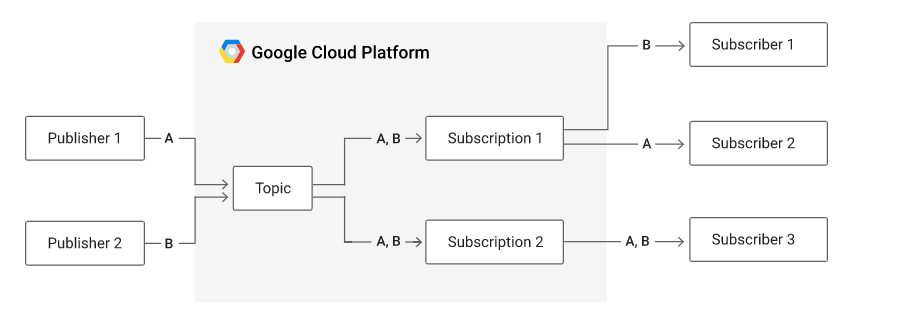 Google Cloud Platform
Publisher 1
A
Publisher 2
B
Topic
A, B
Subscription 1
A, B
Subscription 2
B
Subscriber 1
A
Subscriber 2
A, B
Subscriber 3